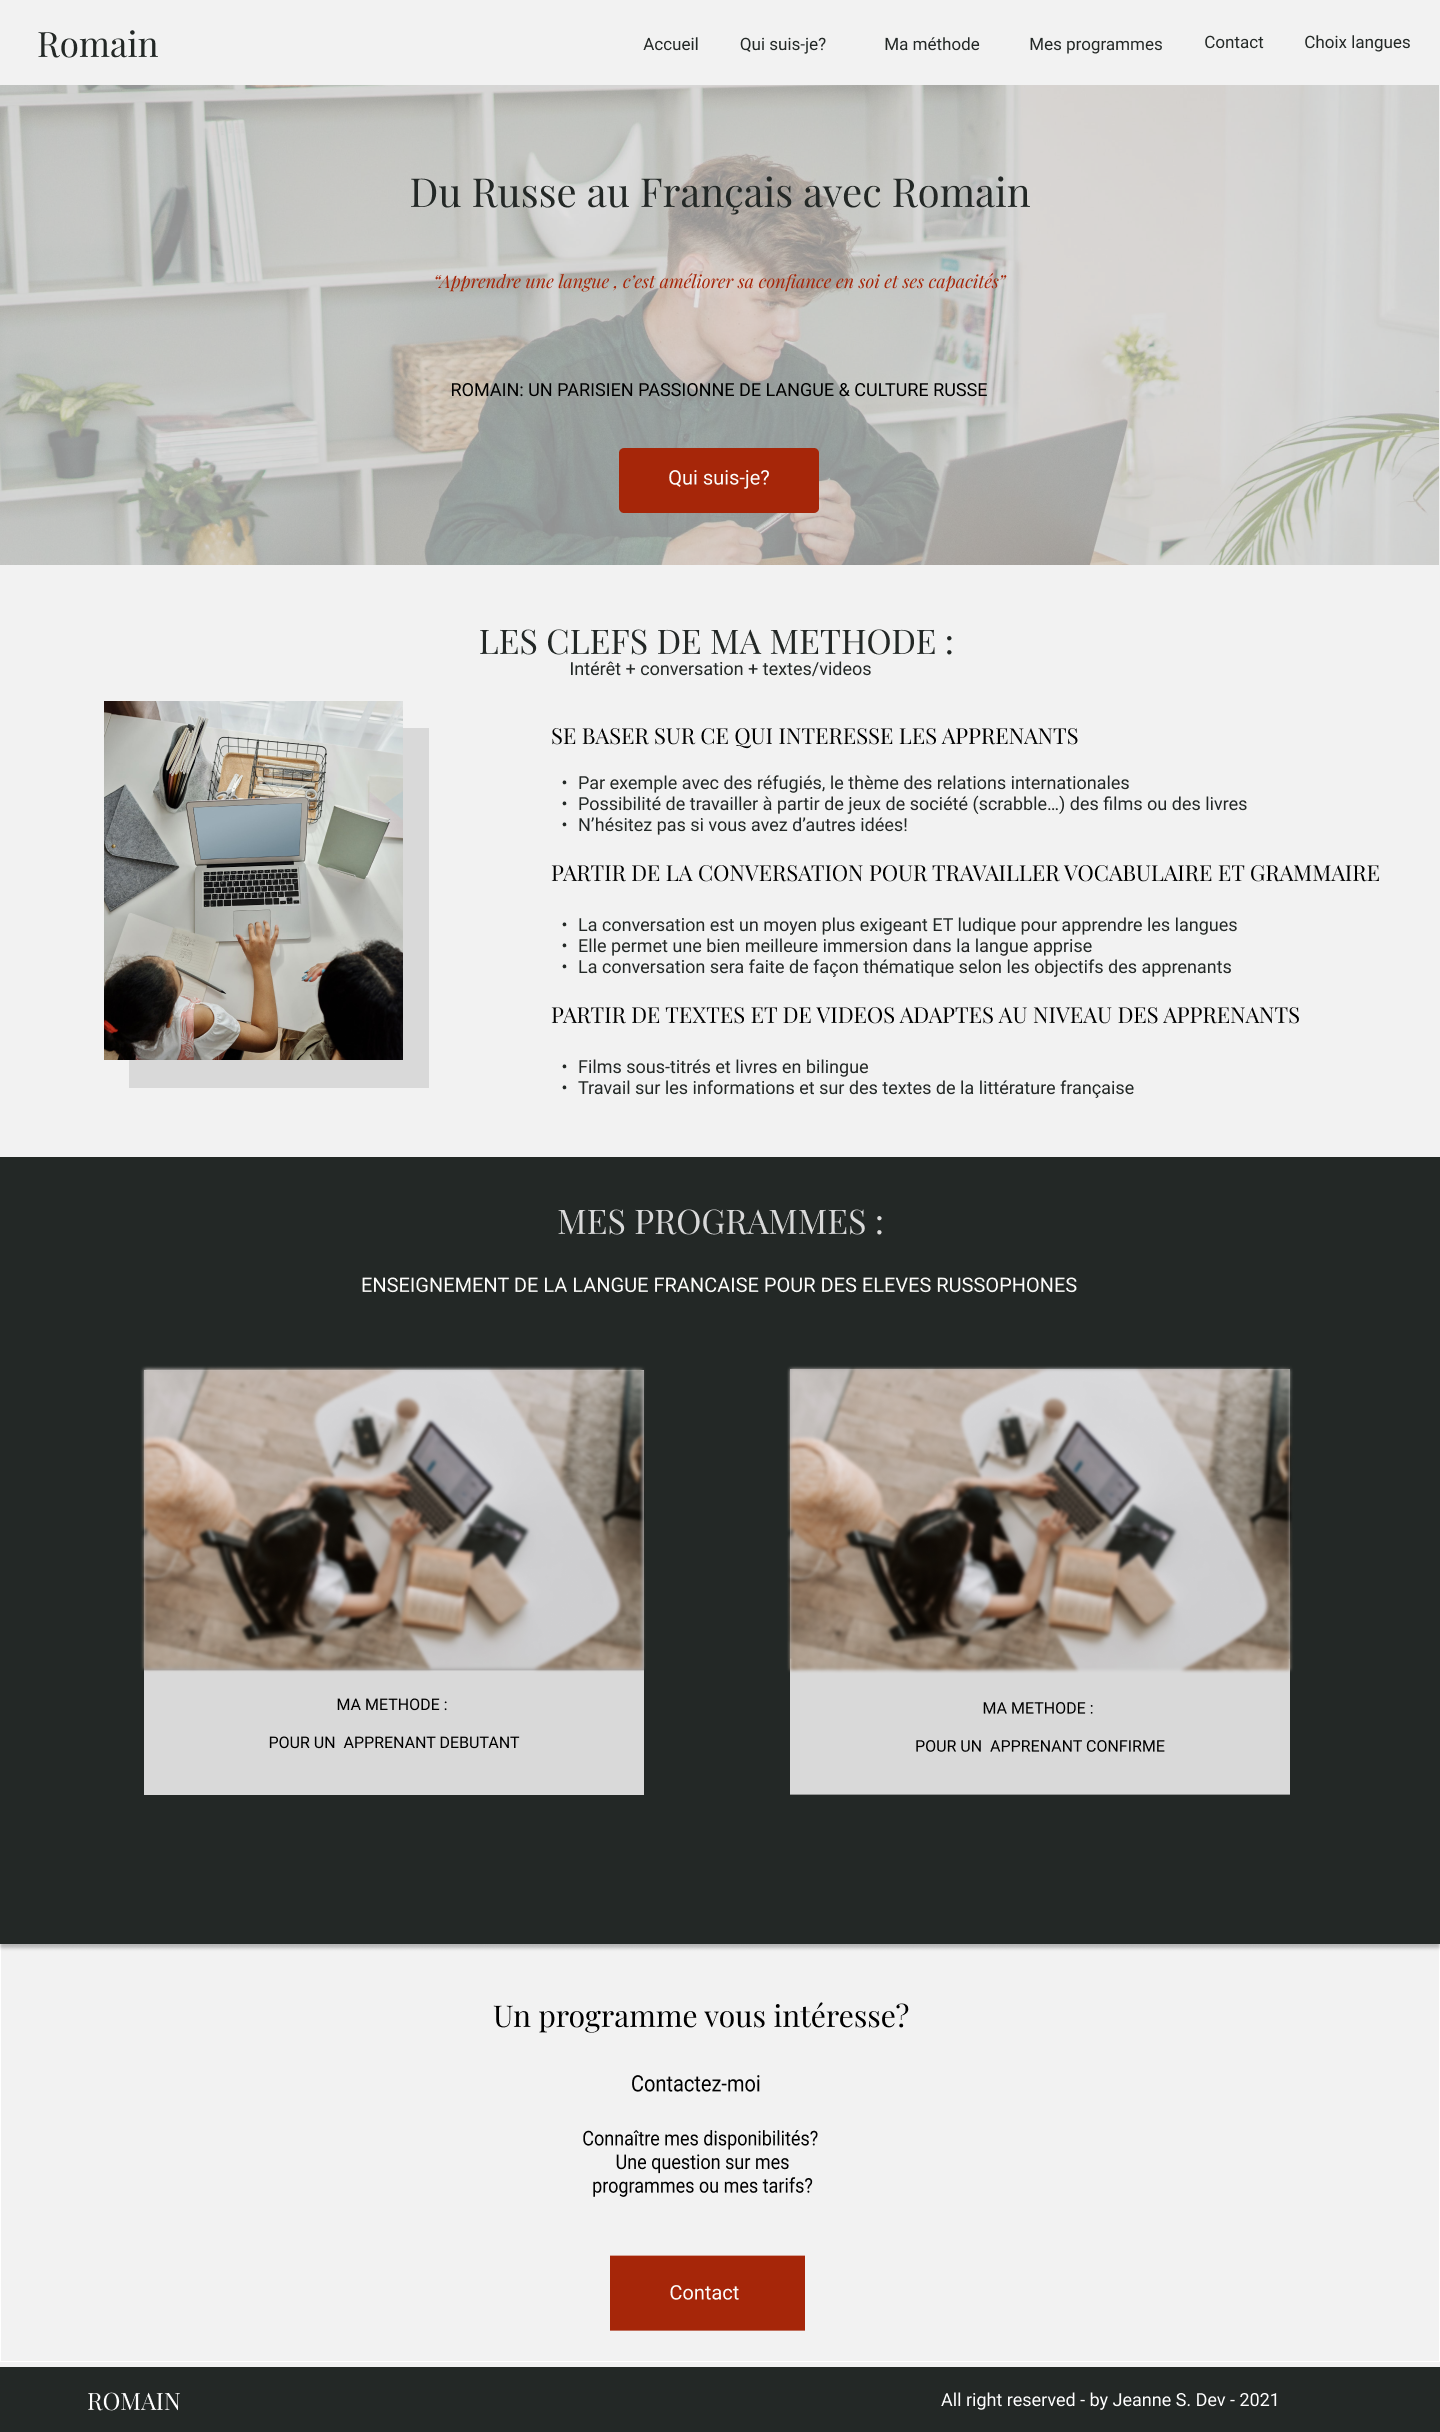 Romain
Accueil
Qui suis-je?
Ma méthode
Mes programmes
Contact
Choix langues
Du Russe au Français avec Romain
“Apprendre une langue , c’est améliorer sa confiance en soi et ses capacités”
ROMAIN: UN PARISIEN PASSIONNE DE LANGUE & CULTURE RUSSE
Qui suis-je?
LES CLEFS DE MA METHODE :
Intérêt + conversation + textes/videos
SE BASER SUR CE QUI INTERESSE LES APPRENANTS
• Par exemple avec des réfugiés, le thème des relations internationales
• Possibilité de travailler à partir de jeux de société (scrabble...) des films ou des livres
• N’hésitez pas si vous avez d’autres idées!
PARTIR DE LA CONVERSATION POUR TRAVAILLER VOCABULAIRE ET GRAMMAIRE
• La conversation est un moyen plus exigeant ET ludique pour apprendre les langues
• Elle permet une bien meilleure immersion dans la langue apprise
• La conversation sera faite de façon thématique selon les objectifs des apprenants
PARTIR DE TEXTES ET DE VIDEOS ADAPTES AU NIVEAU DES APPRENANTS
• Films sous-titrés et livres en bilingue
• Travail sur les informations et sur des textes de la littérature française
MES PROGRAMMES :
ENSEIGNEMENT DE LA LANGUE FRANCAISE POUR DES ELEVES RUSSOPHONES
MA METHODE :
POUR UN  APPRENANT DEBUTANT
MA METHODE :
POUR UN  APPRENANT CONFIRME
Un programme vous intéresse?
Contactez-moi
Connaître mes disponibilités?
Une question sur mes
programmes ou mes tarifs?
Contact
ROMAIN
All right reserved - by Jeanne S. Dev - 2021